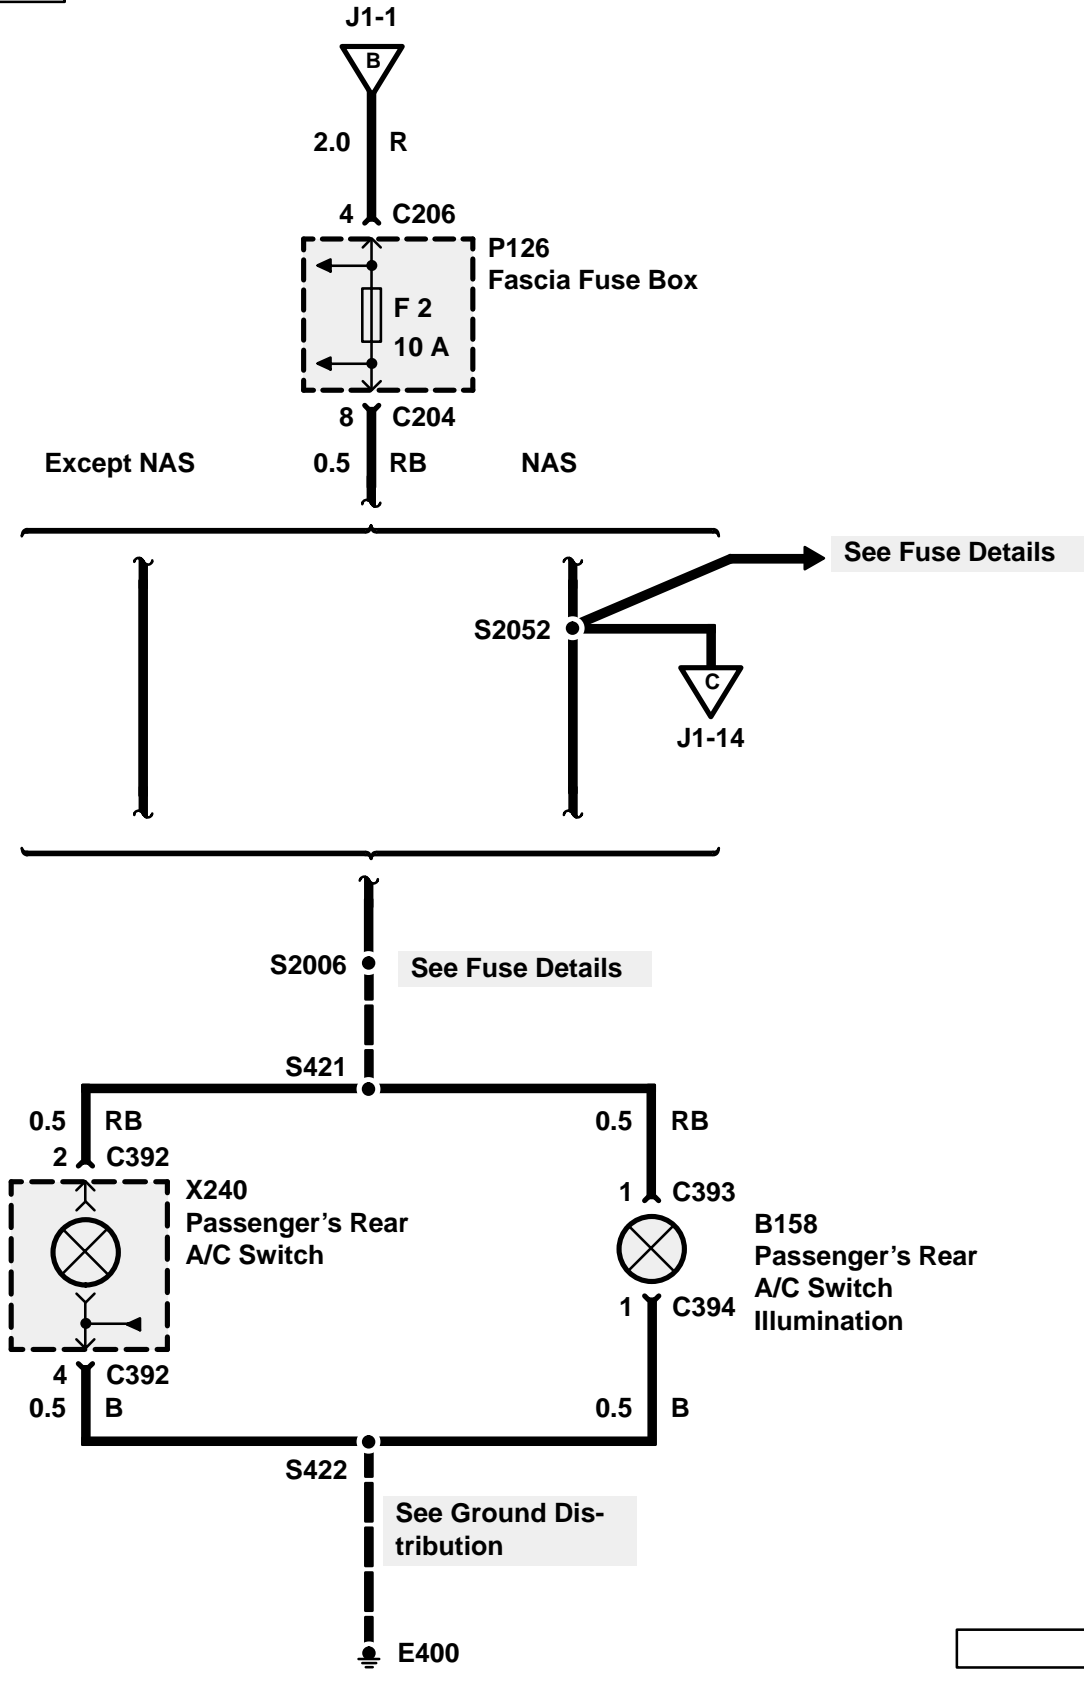 J1-1
B
2.0 R
4 C206
P126
Fascia Fuse Box
F 2
10 A
8 C204
Except NAS 0.5 RB NAS
See Fuse Details
S2052
C
J1-14
S2006 See Fuse Details
S421
0.5 RB 0.5 RB
2 C392
X240
Passenger’s Rear
A/C Switch
1 C393
B158
Passenger’s Rear
A/C Switch
Illumination
1 C394
4 C392
0.5 B 0.5 B
S422
See Ground Dis-
tribution
E400